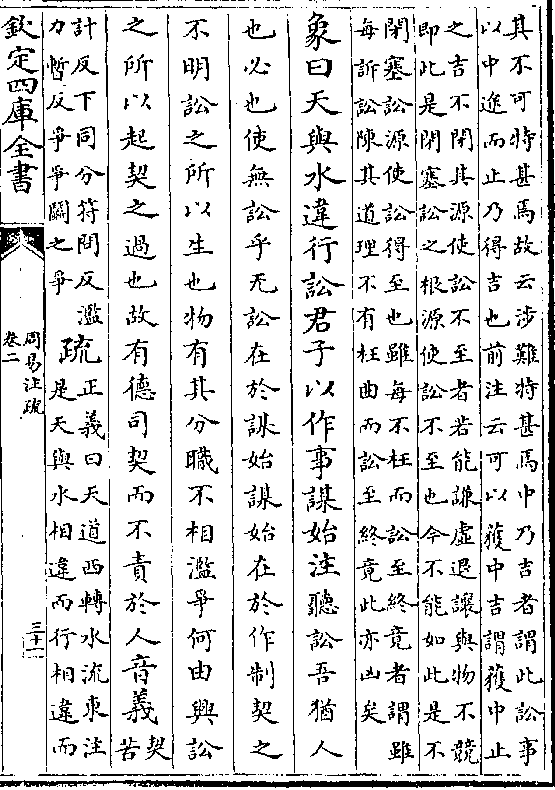 其不可特甚焉故云涉難特甚焉中乃吉者謂此訟事
以中途而止乃得吉也前注云可以獲中吉謂獲中止
之吉不閉其源使訟不至者若能謙虛退讓與物不競
即此是閉塞訟之根源使訟不至也今不能如此是不
閉塞訟源使訟得至也雖每不枉而訟至終竟者謂雖
每訴訟陳其道理不有枉曲而訟至終竟此亦凶矣
象曰天與水違行訟君子以作事謀始注聽訟吾猶人
也必也使無訟乎无訟在於謀始謀始在於作制契之
不明訟之所以生也物有其分職不相濫爭何由興訟
之所以起契之過也故有德司契而不責於人音義契苦
計反下同分符問反濫
力暫反爭爭鬭之爭
疏正義曰天道西轉水流東注
是天與水相違而行相違而
欽定四庫全書
周易注疏
卷二
三十一